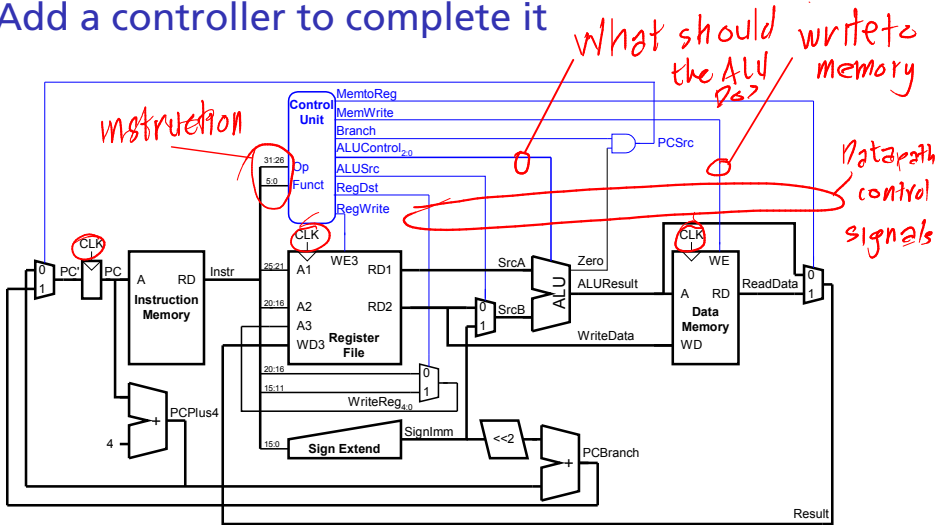 Add a controller to complete it
What should
the ALU
Do?
write to
memory
instruction
Datapath
control
signals
MemtoReg
Control
Unit
MemWrite
Branch
ALUControl2:0
PCSrc
31:26
Op
ALUSrc
5:0
Funct
RegDst
RegWrite
CLK
CLK
CLK
0
1
PC'
PC
A
RD
Instruction
Memory
Instr
25:21
A1
WE3
RD1
20:16
A2
RD2
A3
WD3
Register
File
SrcA
0
1
SrcB
ALU
Zero
ALUResult
WriteData
WE
A
RD
Data
Memory
WD
ReadData
0
1
20:16
0
15:11
1
WriteReg4:0
PCPlus4
+
4
15:0
Sign Extend
SignImm
<<2
+
PCBranch
Result